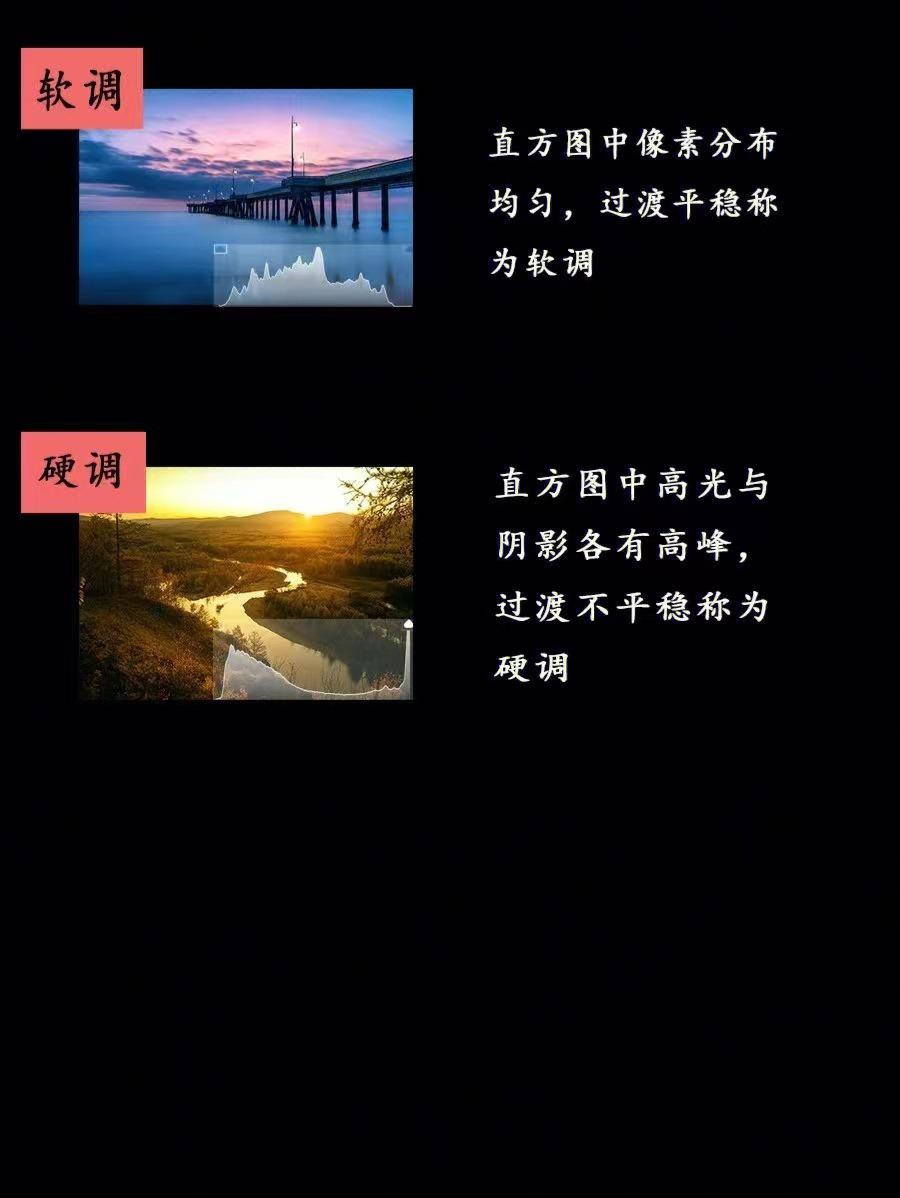 软调
直方图中像素分布
均匀，过渡平稳称
为软调
硬调
直方图中高光与
阴影各有高峰，
过渡不平稳称为
硬调